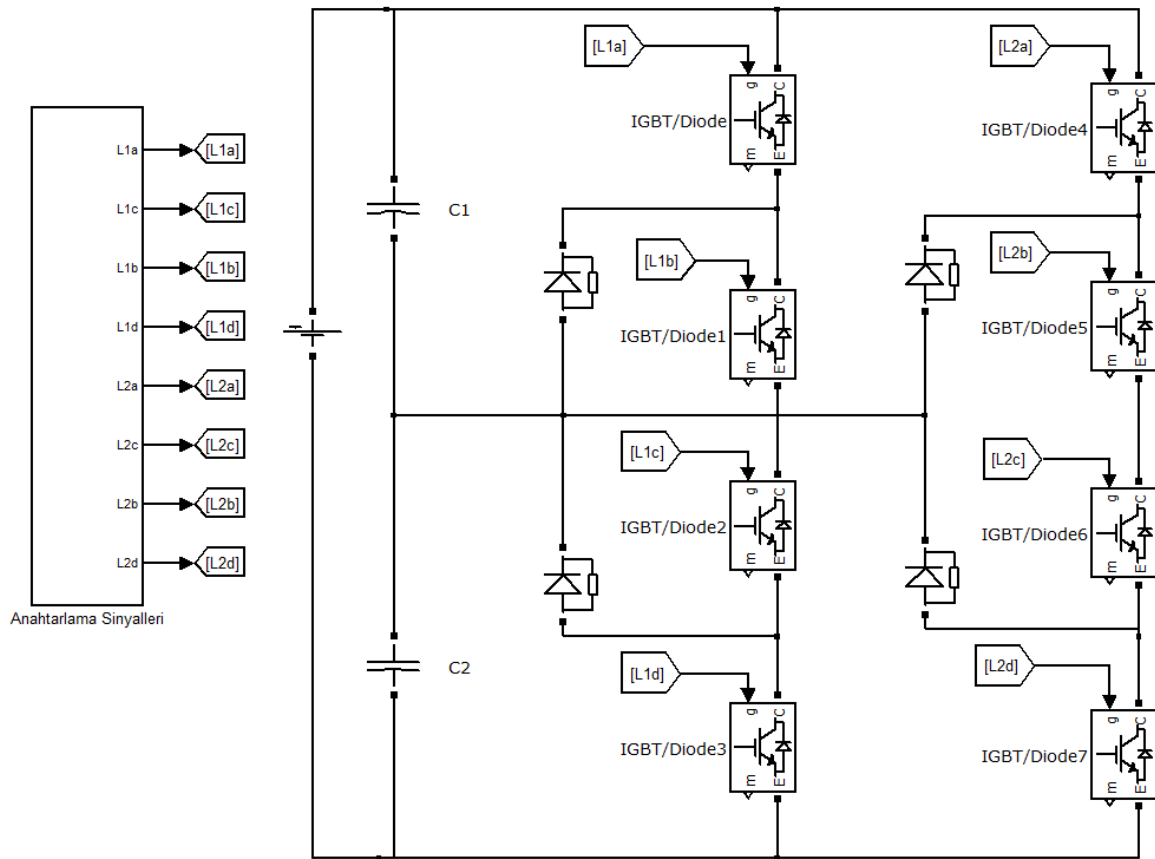 L1a
[L1a]
L1c
[L1c]
L1b
[L1b]
L1d
[L1d]
L2a
[L2a]
L2c
[L2c]
L2b
[L2b]
L2d
[L2d]
Anahtarlama Sinyalleri
C1
C2
[L1a]
g
C
IGBT/Diode
m
E
[L1b]
g
C
IGBT/Diode1
m
E
[L1c]
g
C
IGBT/Diode2
m
E
[L1d]
g
C
IGBT/Diode3
m
E
[L2a]
g
C
IGBT/Diode4
m
E
[L2b]
g
C
IGBT/Diode5
m
E
[L2c]
g
C
IGBT/Diode6
m
E
[L2d]
g
C
IGBT/Diode7
m
E